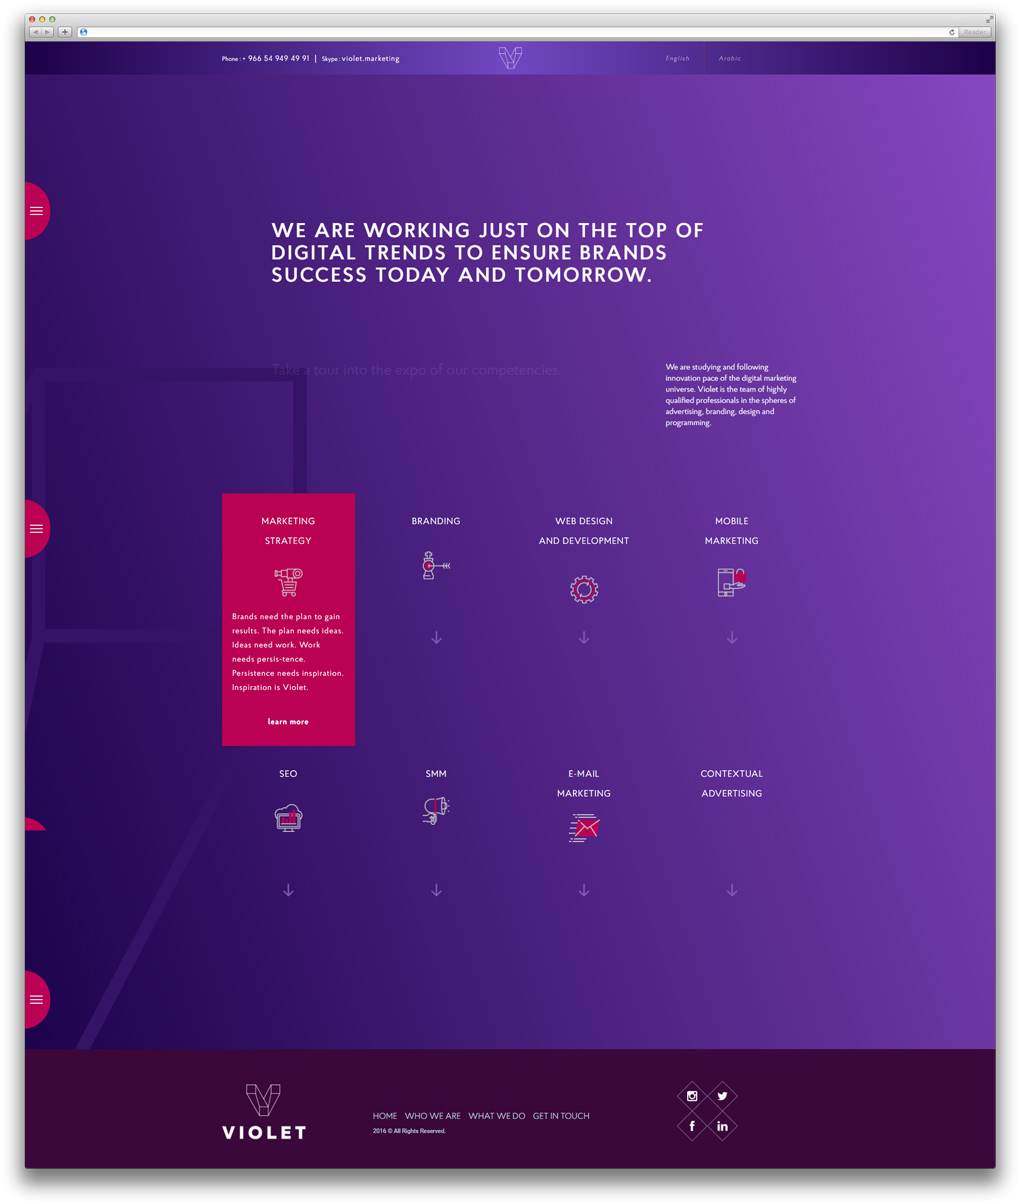 Reader
Phone : + 966 54 949 49 91 | Skype : violet.marketing
English
Arabic
WE ARE WORKING JUST ON THE TOP OF
DIGITAL TRENDS TO ENSURE BRANDS
SUCCESS TODAY AND TOMORROW.
Take a tour into the expo of our competencies.
We are studying and following
innovation pace of the digital marketing
universe. Violet is the team of highly
qualified professionals in the spheres of
advertising, branding, design and
programming.
MARKETING
STRATEGY
Brands need the plan to gain
results. The plan needs ideas.
Ideas need work. Work
needs persis-tence.
Persistence needs inspiration.
Inspiration is Violet.
learn more
BRANDING
WEB DESIGN
AND DEVELOPMENT
MOBILE
MARKETING
SEO
SMM
E-MAIL
MARKETING
CONTEXTUAL
ADVERTISING
VIOLET
HOME WHO WE ARE WHAT WE DO GET IN TOUCH
2016 © All Rights Reserved.